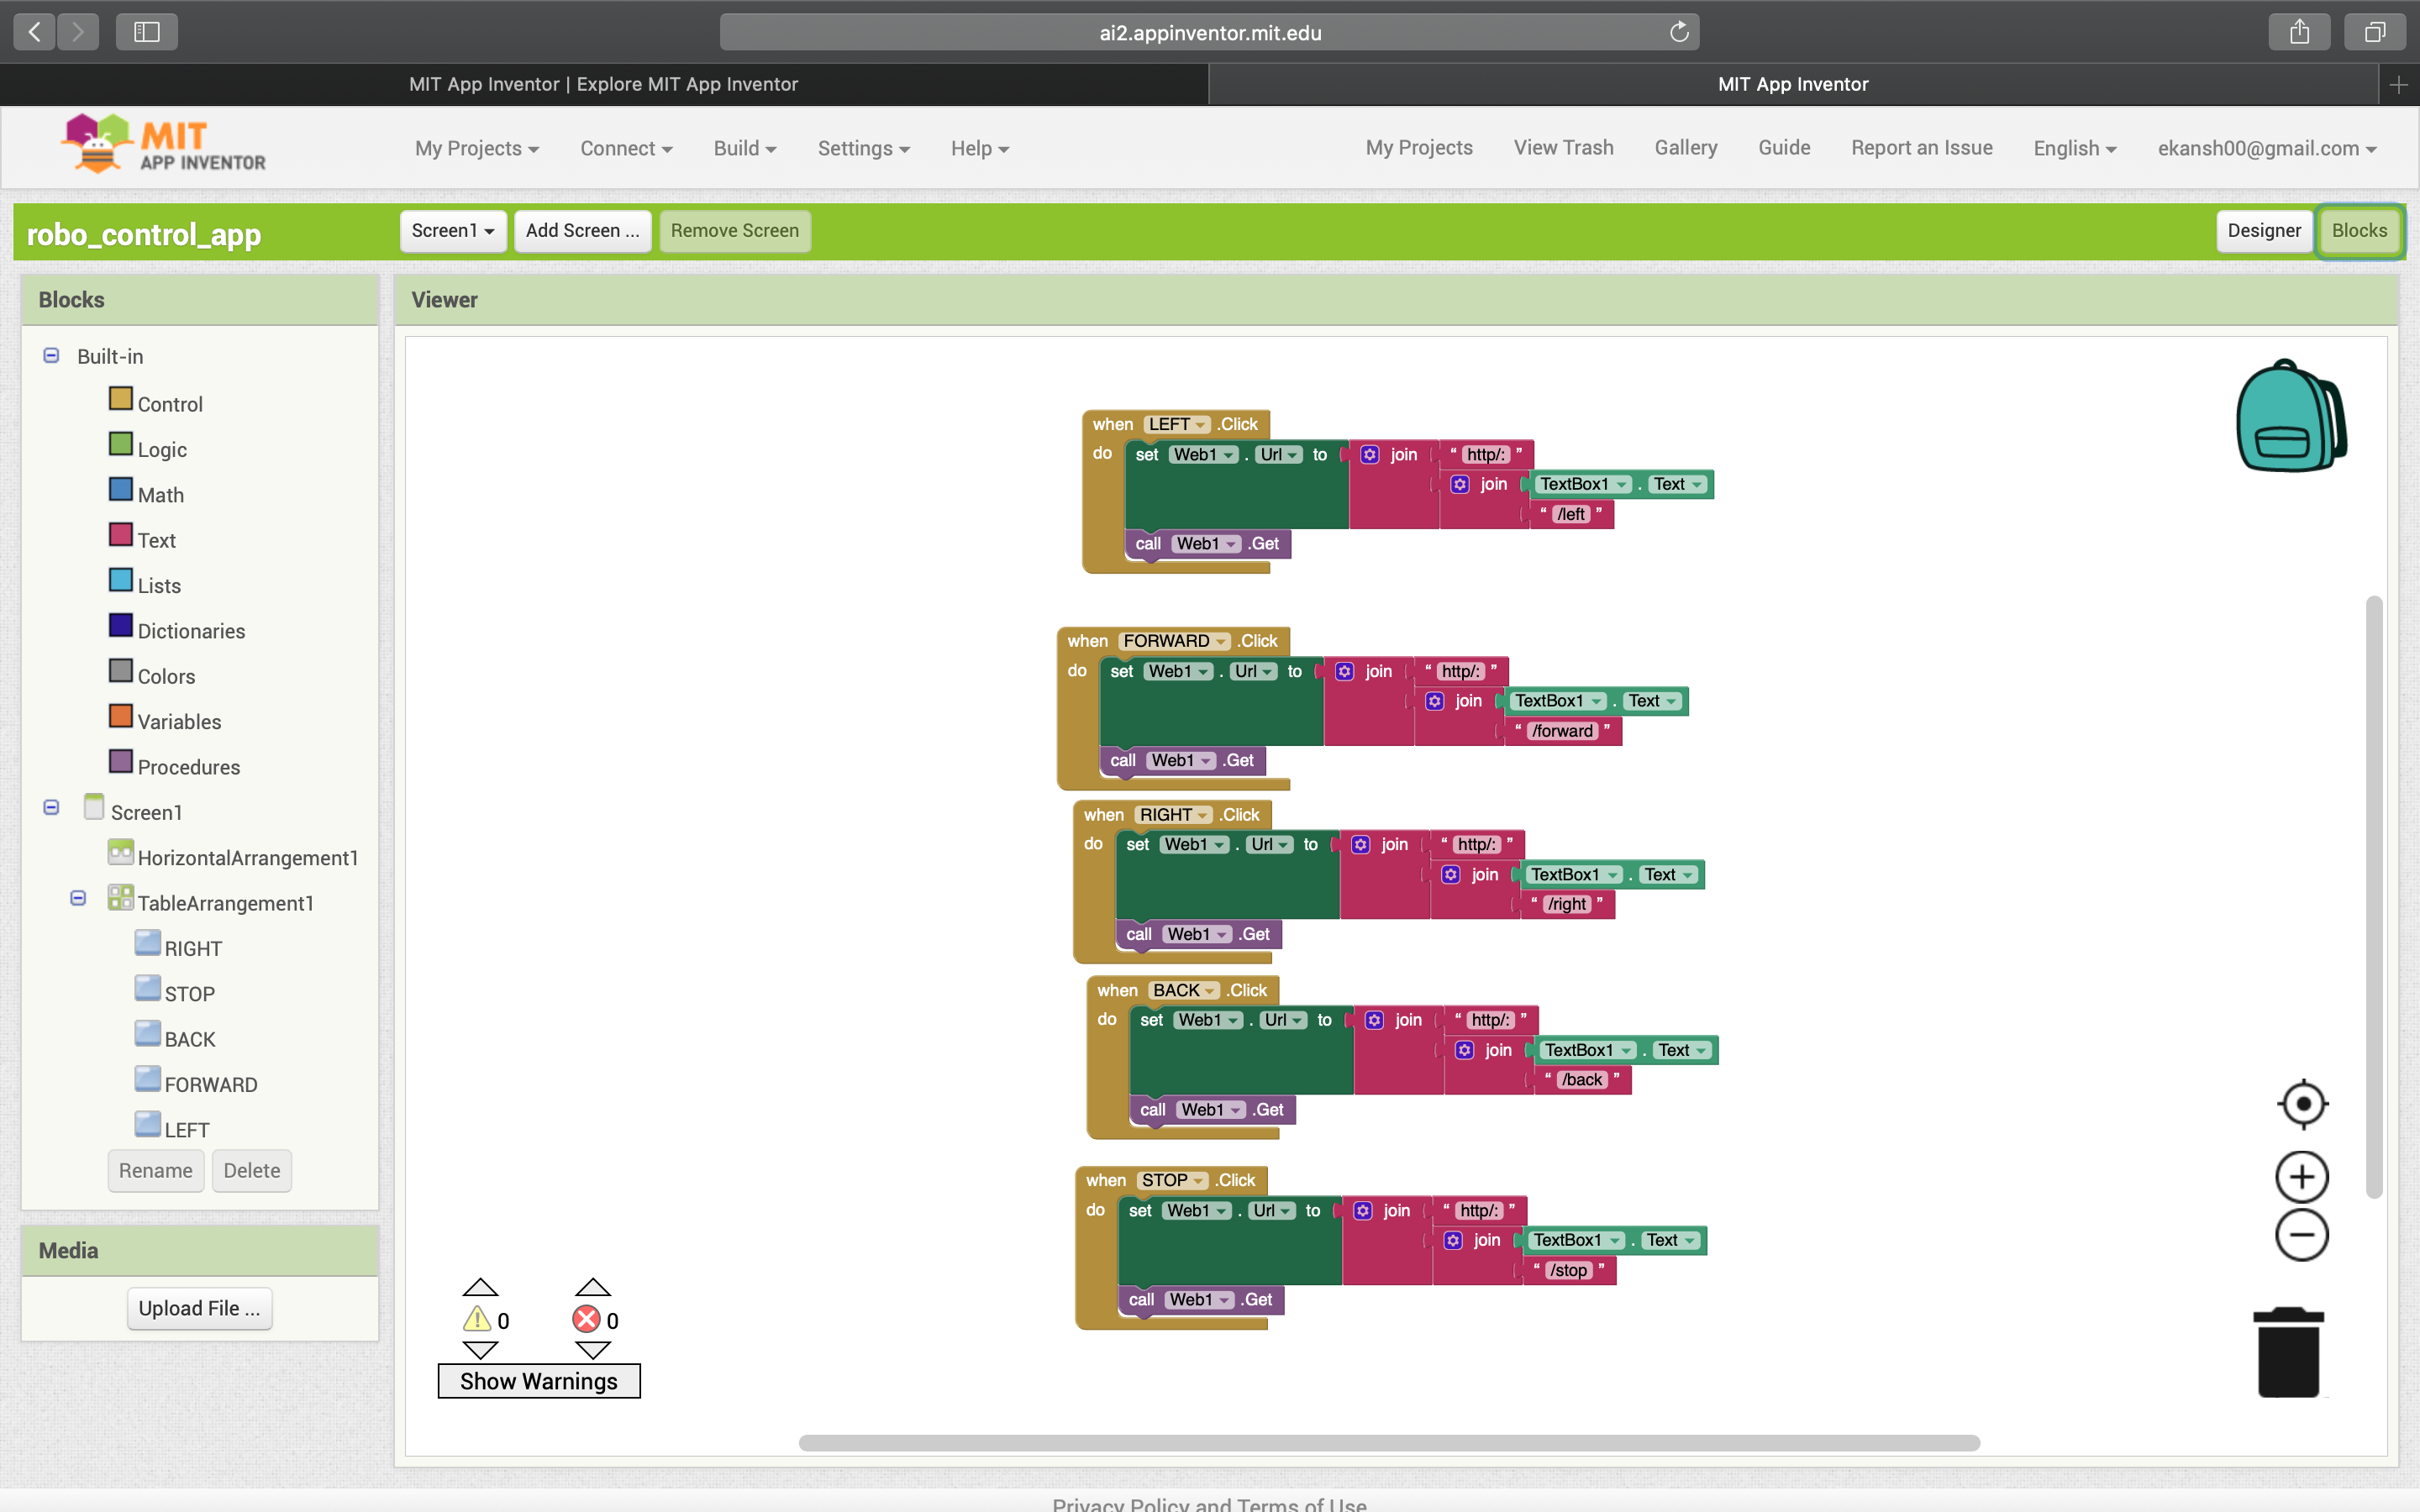 ai2.appinventor.mit.edu
MIT App Inventor | Explore MIT App Inventor
MIT App Inventor
MIT
APP INVENTOR
My Projects
Connect
Build
Settings
Help
My Projects
View Trash
Gallery
Guide
Report an Issue
English
ekansh00@gmail.com
robo_control_app
Screen1
Add Screen ...
Remove Screen
Designer
Blocks
Blocks
Built-in
Control
Logic
Math
Text
Lists
Dictionaries
Colors
Variables
Procedures
Screen1
HorizontalArrangement1
TableArrangement1
RIGHT
STOP
BACK
FORWARD
LEFT
Rename
Delete
Media
Upload File ...
Viewer
when LEFT .Click
do set Web1 . Url to join " http/: "
join TextBox1 . Text
" /left "
call Web1 .Get
when FORWARD .Click
do set Web1 . Url to join " http/: "
join TextBox1 . Text
" /forward "
call Web1 .Get
when RIGHT .Click
do set Web1 . Url to join " http/: "
join TextBox1 . Text
" /right "
call Web1 .Get
when BACK .Click
do set Web1 . Url to join " http/: "
join TextBox1 . Text
" /back "
call Web1 .Get
when STOP .Click
do set Web1 . Url to join " http/: "
join TextBox1 . Text
" /stop "
call Web1 .Get
0
0
Show Warnings
Privacy Policy and Terms of Use